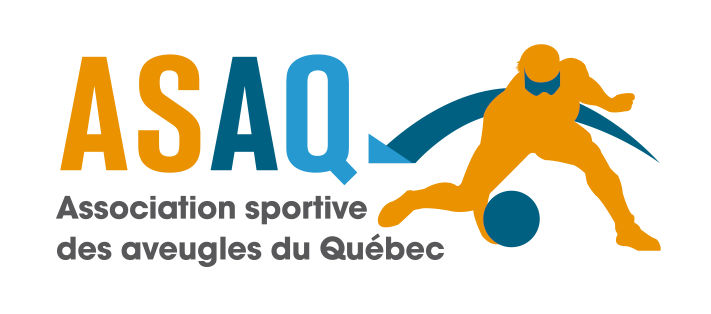 ASAQ
Association sportive
des aveugles du Québec